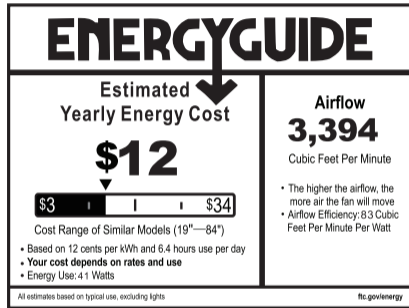 ENERGYGUIDE
Estimated
Yearly Energy Cost
$12
$3 $34
Cost Range of Similar Models (19"—84")
• Based on 12 cents per kWh and 6.4 hours use per day
• Your cost depends on rates and use
• Energy Use:41 Watts
Airflow
3,394
Cubic Feet Per Minute
• The higher the airflow, the
more air the fan will move
• Airflow Efficiency:83 Cubic
Feet Per Minute Per Watt
All estimates based on typical use, excluding lights
ftc.gov/energy